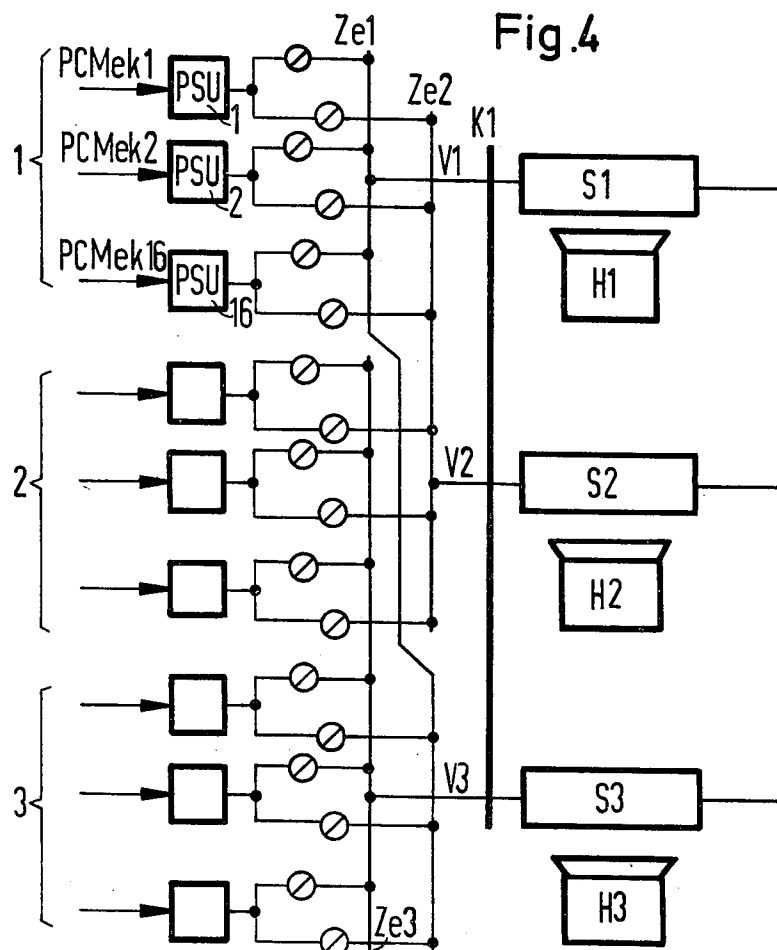 Fig.4
Ze1
Ze2
K1
1
PCMek1
PSU
1
PCMek2
PSU
2
PCMek16
PSU
16
V1
S1
H1
2
V2
S2
H2
3
V3
S3
H3
Ze3